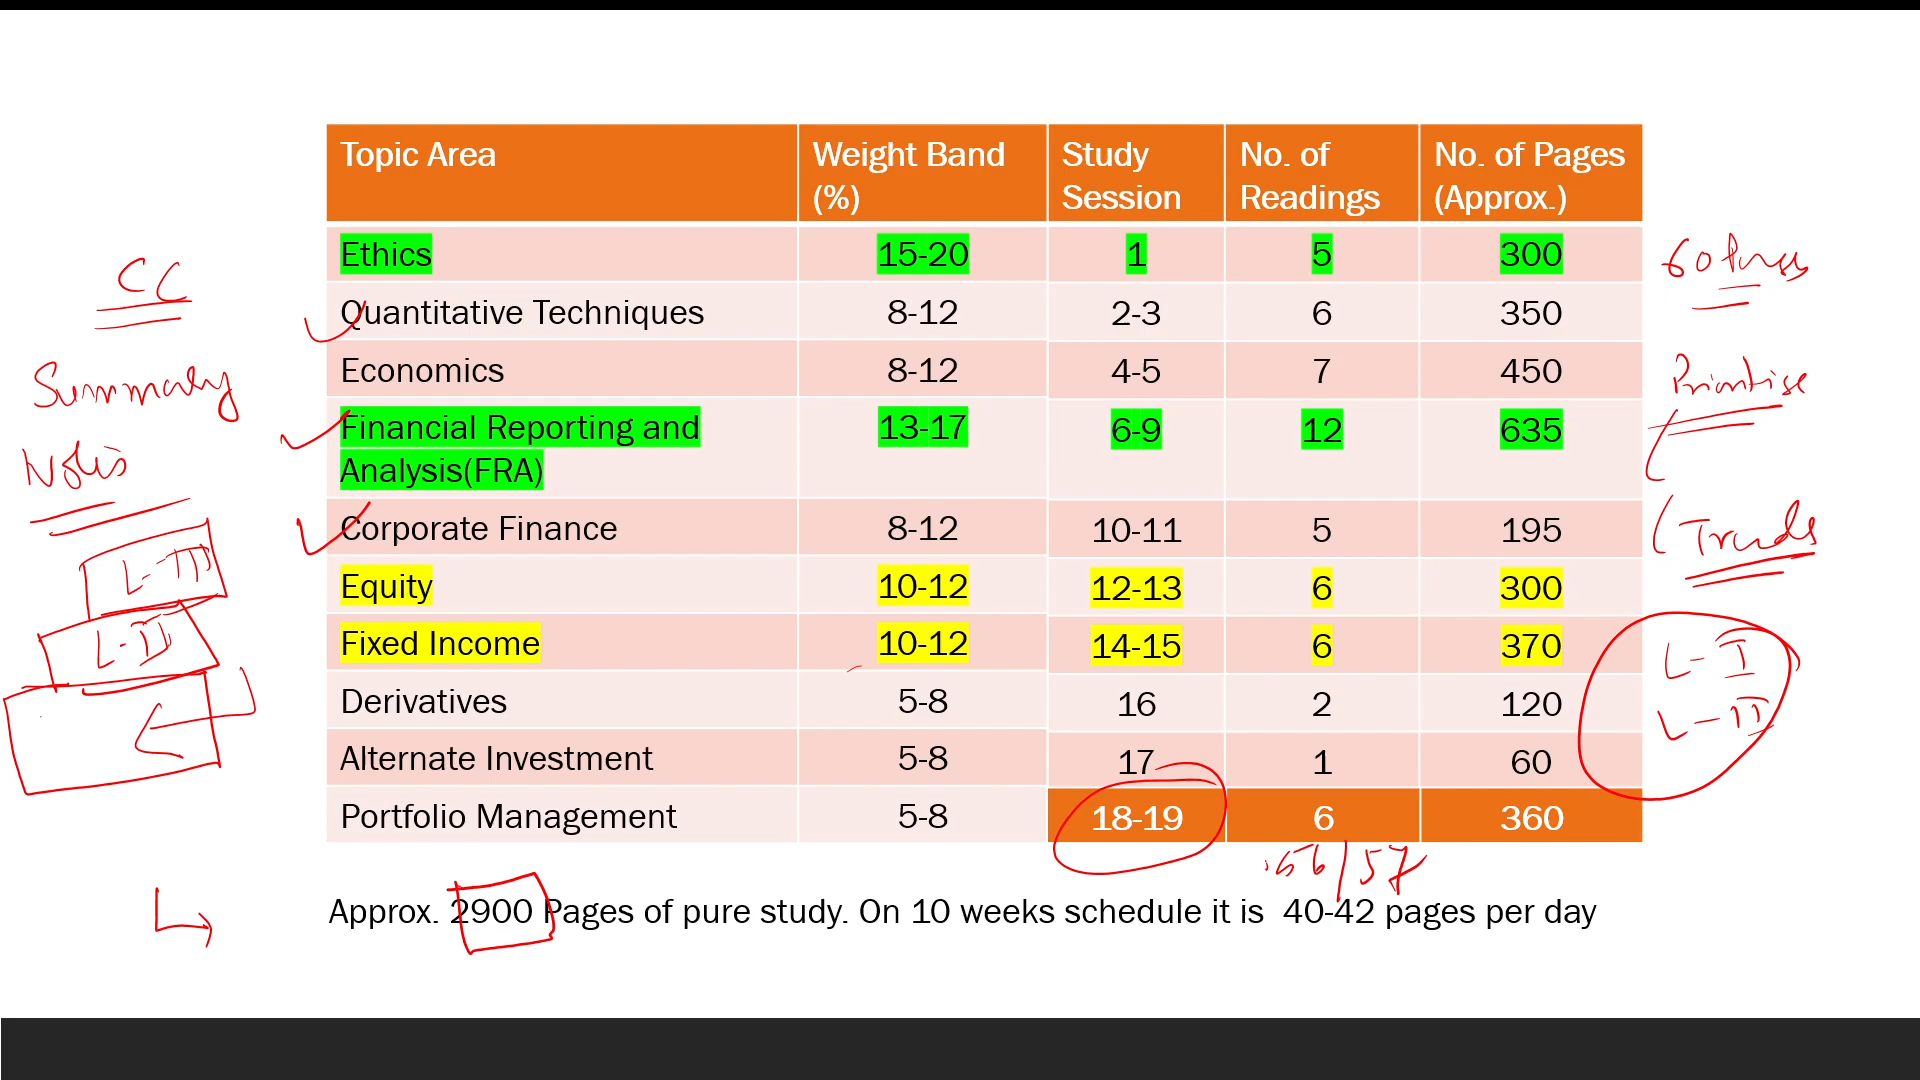 Topic Area Weight Band (%) Study Session No. of Readings No. of Pages (Approx.)
Ethics 15-20 1 5 300
Quantitative Techniques 8-12 2-3 6 350
Economics 8-12 4-5 7 450
Financial Reporting and Analysis(FRA) 13-17 6-9 12 635
Corporate Finance 8-12 10-11 5 195
Equity 10-12 12-13 6 300
Fixed Income 10-12 14-15 6 370
Derivatives 5-8 16 2 120
Alternate Investment 5-8 17 1 60
Portfolio Management 5-8 18-19 6 360
56/57
Approx. 2900 Pages of pure study. On 10 weeks schedule it is 40-42 pages per day
CC
Summary
Notes
L-III
L-II
Prioritise
Trends
L-I
L-II